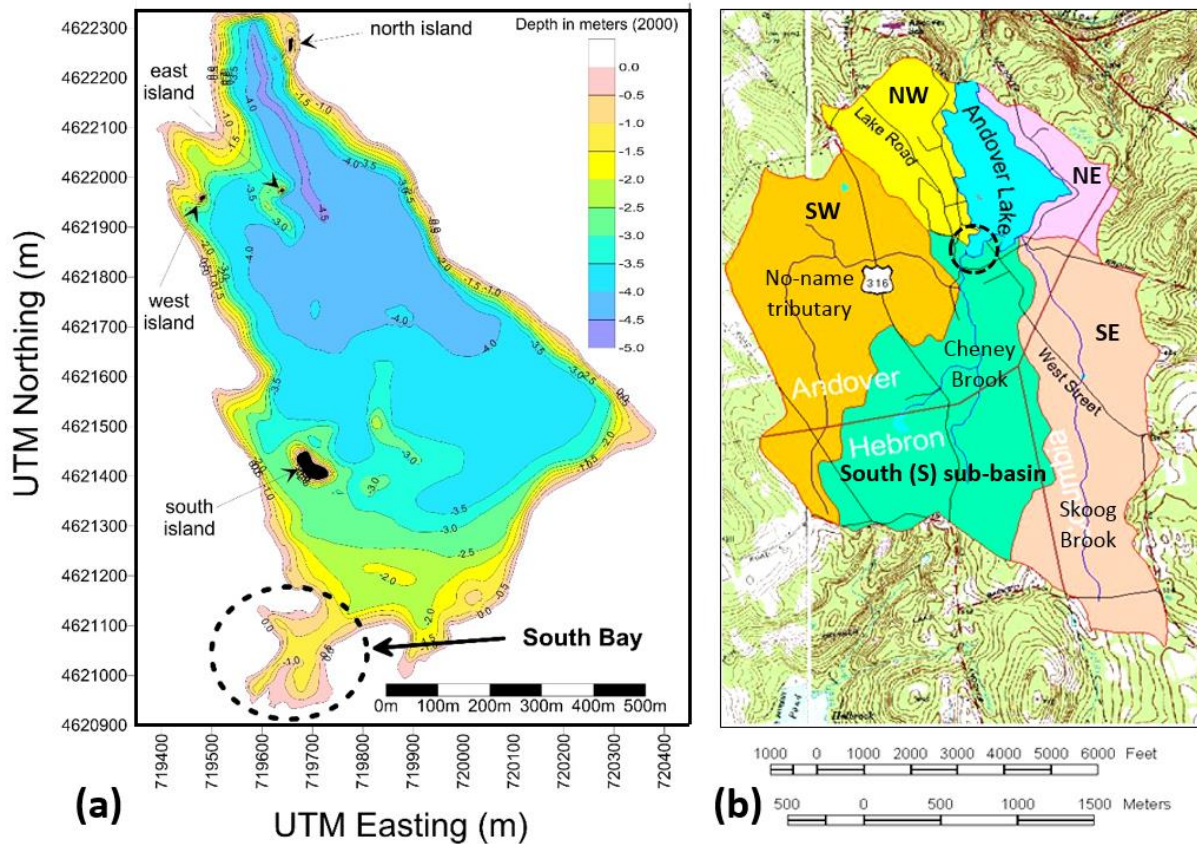 Depth in meters (2000)
north island
east
island
west
island
south
island
South Bay
0.0
-0.5
-1.0
-1.5
-2.0
-2.5
-3.0
-3.5
-4.0
-4.5
-5.0
4622300
4622200
4622100
4622000
4621900
4621800
4621700
4621600
4621500
4621400
4621300
4621200
4621100
4621000
4620900
UTM Northing (m)
0m 100m 200m 300m 400m 500m
719400
719500
719600
719700
719800
719900
720000
720100
720200
720300
720400
UTM Easting (m)
(a)
NW
Lake Road
Andover Lake
NE
SW
No-name
tributary
316
Cheney
Brook
West Street
SE
Andover
Hebron
South (S) sub-basin
Skoog
Brook
Pond
(b)
1000 0 1000 2000 3000 4000 5000 6000 Feet
500 0 500 1000 1500 Meters